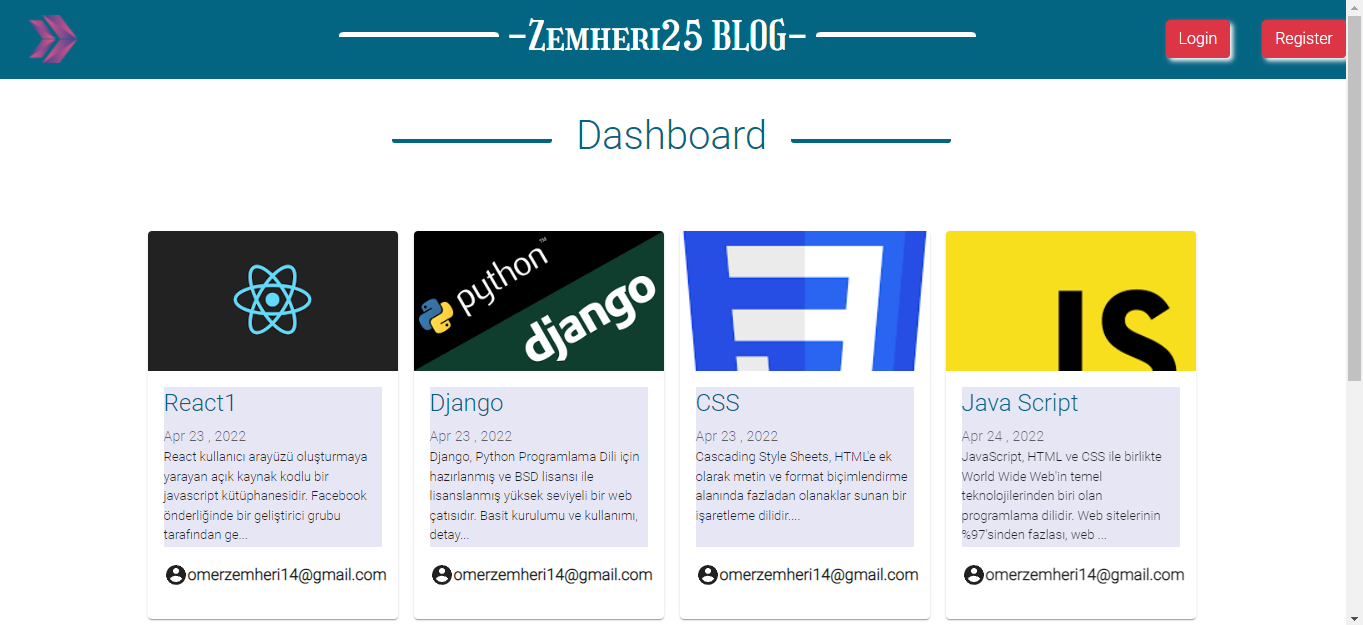 –Zemheri25 BLOG–
Login
Register
Dashboard
python™
django
JS
React1
Apr 23 , 2022
React kullanıcı arayüzü oluşturmaya
yarayan açık kaynak kodlu bir
javascript kütüphanesidir. Facebook
önderliğinde bir geliştirici grubu
tarafından ge...
omerzemheri14@gmail.com
Django
Apr 23 , 2022
Django, Python Programlama Dili için
hazırlanmış ve BSD lisansı ile
lisanslanmış yüksek seviyeli bir web
çatısıdır. Basit kurulumu ve kullanımı,
detay...
omerzemheri14@gmail.com
CSS
Apr 23 , 2022
Cascading Style Sheets, HTML'e ek
olarak metin ve format biçimlendirme
alanında fazladan olanaklar sunan bir
işaretleme dilidir....
omerzemheri14@gmail.com
Java Script
Apr 24 , 2022
JavaScript, HTML ve CSS ile birlikte
World Wide Web'in temel
teknolojilerinden biri olan
programlama dilidir. Web sitelerinin
%97'sinden fazlası, web ...
omerzemheri14@gmail.com